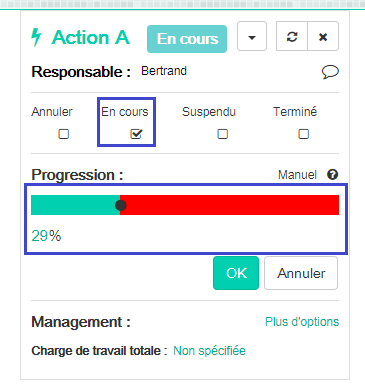 Action A En cours
Responsable : Bertrand
Annuler En cours Suspendu Terminé
Progression : Manuel
29%
OK Annuler
Management : Plus d'options
Charge de travail totale : Non spécifiée